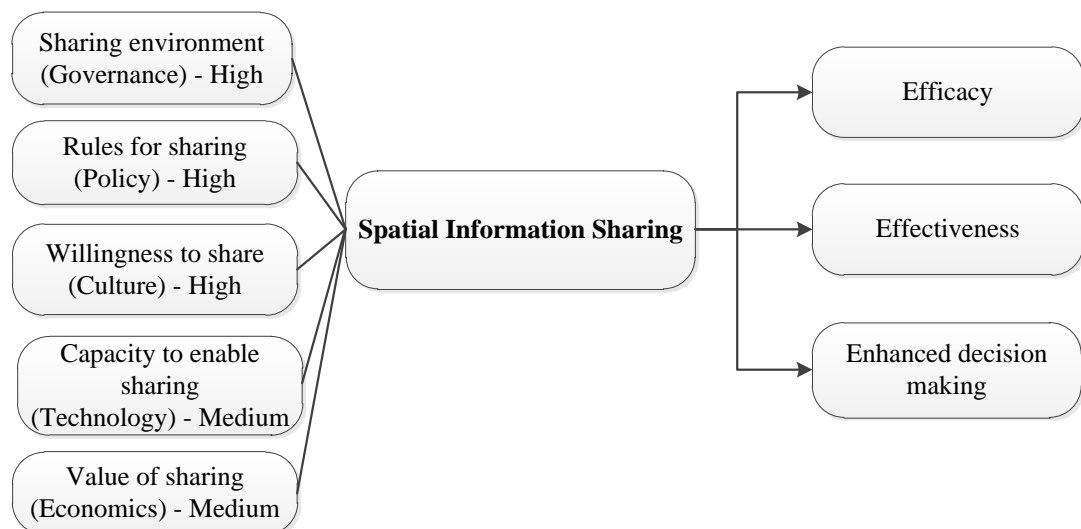 Sharing environment
(Governance) - High
Rules for sharing
(Policy) - High
Willingness to share
(Culture) - High
Capacity to enable
sharing
(Technology) - Medium
Value of sharing
(Economics) - Medium
Spatial Information Sharing
Efficacy
Effectiveness
Enhanced decision
making